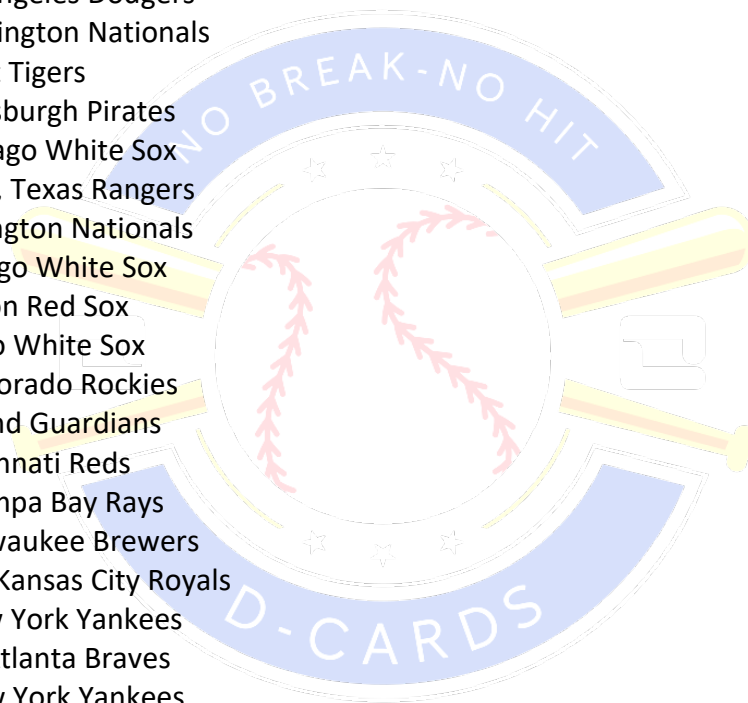 ngeles Dodgers
ington Nationals
t Tigers
sburgh Pirates
ago White Sox
, Texas Rangers
ngton Nationals
go White Sox
on Red Sox
o White Sox
orado Rockies
nd Guardians
nnati Reds
mpa Bay Rays
waukee Brewers
Kansas City Royals
w York Yankees
tlanta Braves
w York Yankees
NO BREAK-NO HIT
D-CARDS